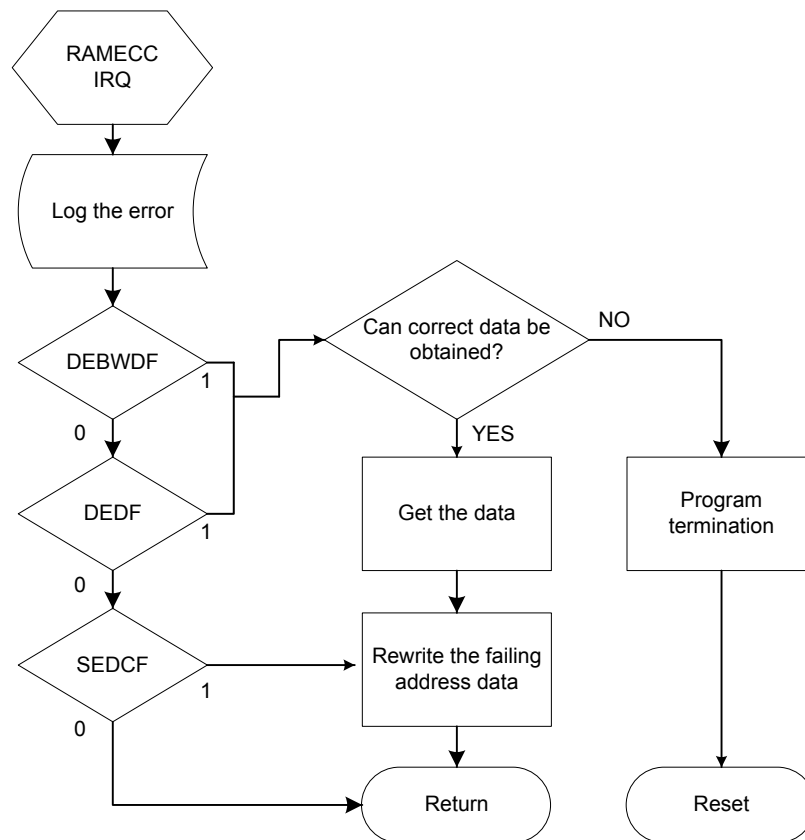 RAMECC
IRQ
Log the error
DEBWDF
1
0
Can correct data be
obtained?
NO
YES
DEDF
1
0
Get the data
Program
termination
SEDCF
1
0
Rewrite the failing
address data
Return
Reset